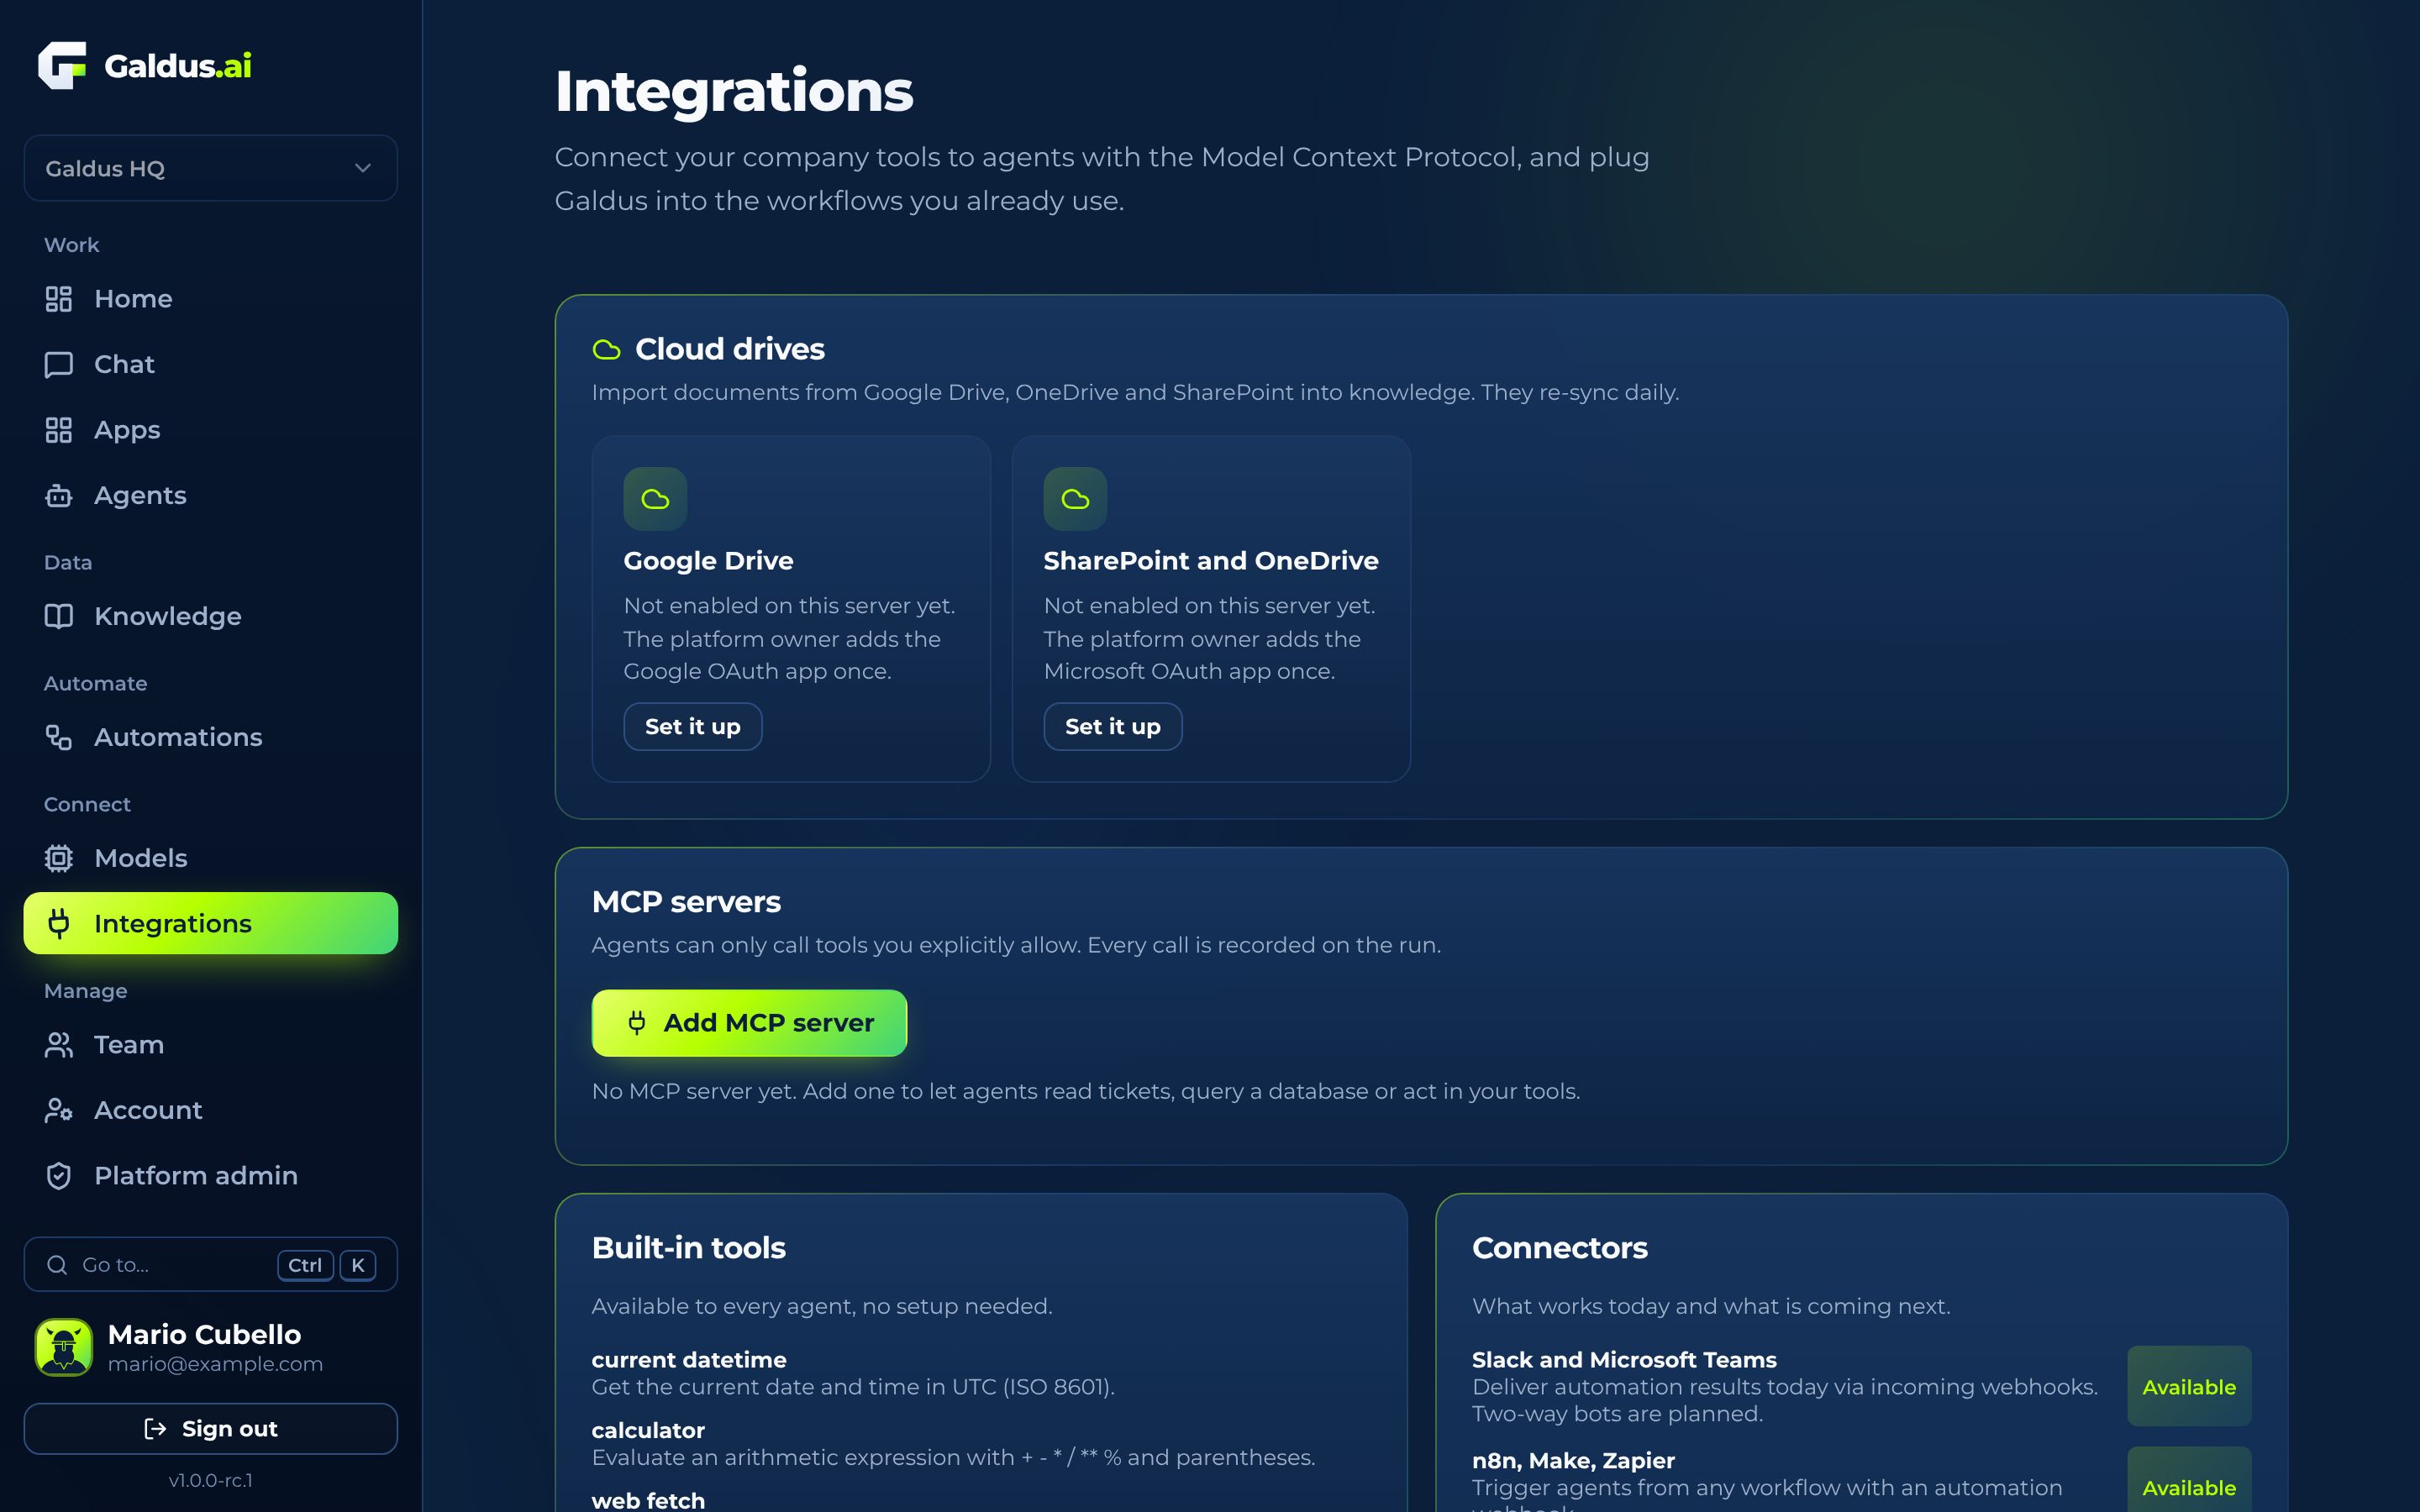 Galdus.ai
Galdus HQ
Work
Home
Chat
Apps
Agents
Data
Knowledge
Automate
Automations
Connect
Models
Integrations
Manage
Team
Account
Platform admin
Go to...
Ctrl K
Mario Cubello
mario@example.com
Sign out
v1.0.0-rc.1
Integrations
Connect your company tools to agents with the Model Context Protocol, and plug
Galdus into the workflows you already use.
Cloud drives
Import documents from Google Drive, OneDrive and SharePoint into knowledge. They re-sync daily.
Google Drive
Not enabled on this server yet.
The platform owner adds the
Google OAuth app once.
Set it up
SharePoint and OneDrive
Not enabled on this server yet.
The platform owner adds the
Microsoft OAuth app once.
Set it up
MCP servers
Agents can only call tools you explicitly allow. Every call is recorded on the run.
Add MCP server
No MCP server yet. Add one to let agents read tickets, query a database or act in your tools.
Built-in tools
Available to every agent, no setup needed.
current datetime
Get the current date and time in UTC (ISO 8601).
calculator
Evaluate an arithmetic expression with + - * / ** % and parentheses.
web fetch
Connectors
What works today and what is coming next.
Slack and Microsoft Teams
Deliver automation results today via incoming webhooks.
Two-way bots are planned.
Available
n8n, Make, Zapier
Trigger agents from any workflow with an automation
Available